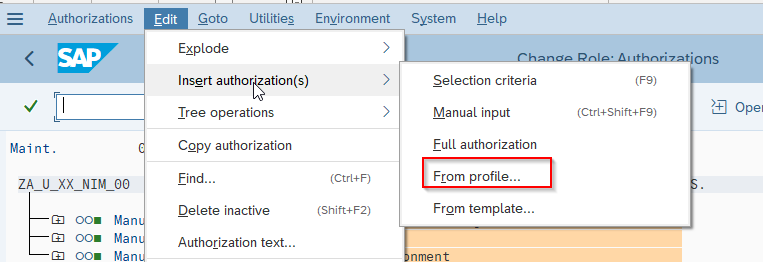 Authorizations Edit Goto Utilities Environment System Help
SAP
Change Role: Authorizations
Explode
Insert authorization(s)
Tree operations
Copy authorization
Find... (Ctrl+F)
Delete inactive (Shift+F2)
Authorization text...
Selection criteria (F9)
Manual input (Ctrl+Shift+F9)
Full authorization
From profile...
From template...
Open
Maint. 0
ZA_U_XX_NIM_00 S.
Manu
Manu
Manu